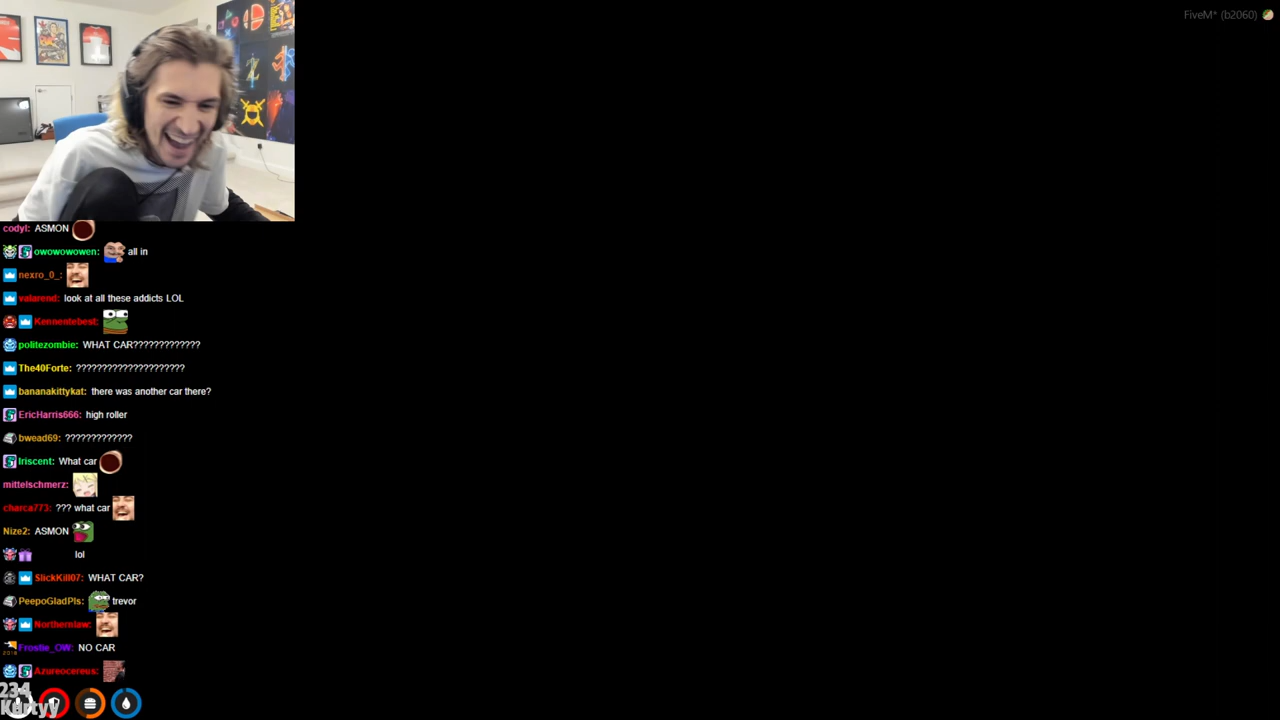 FiveM* (b2060)
codyl: ASMON
owowowowen: all in
nexro_0_:
valarend: look at all these addicts LOL
Kennentebest:
politezombie: WHAT CAR?????????????
The40Forte: ?????????????????????
bananakittykat: there was another car there?
EricHarris666: high roller
bwead69: ?????????????
Iriscent: What car
mittelschmerz:
charca773: ??? what car
Nize2: ASMON
lol
SlickKill07: WHAT CAR?
PeepoGladPls: trevor
Northernlaw:
Frostie_OW: NO CAR
Azureocereus:
234
Kurtyy